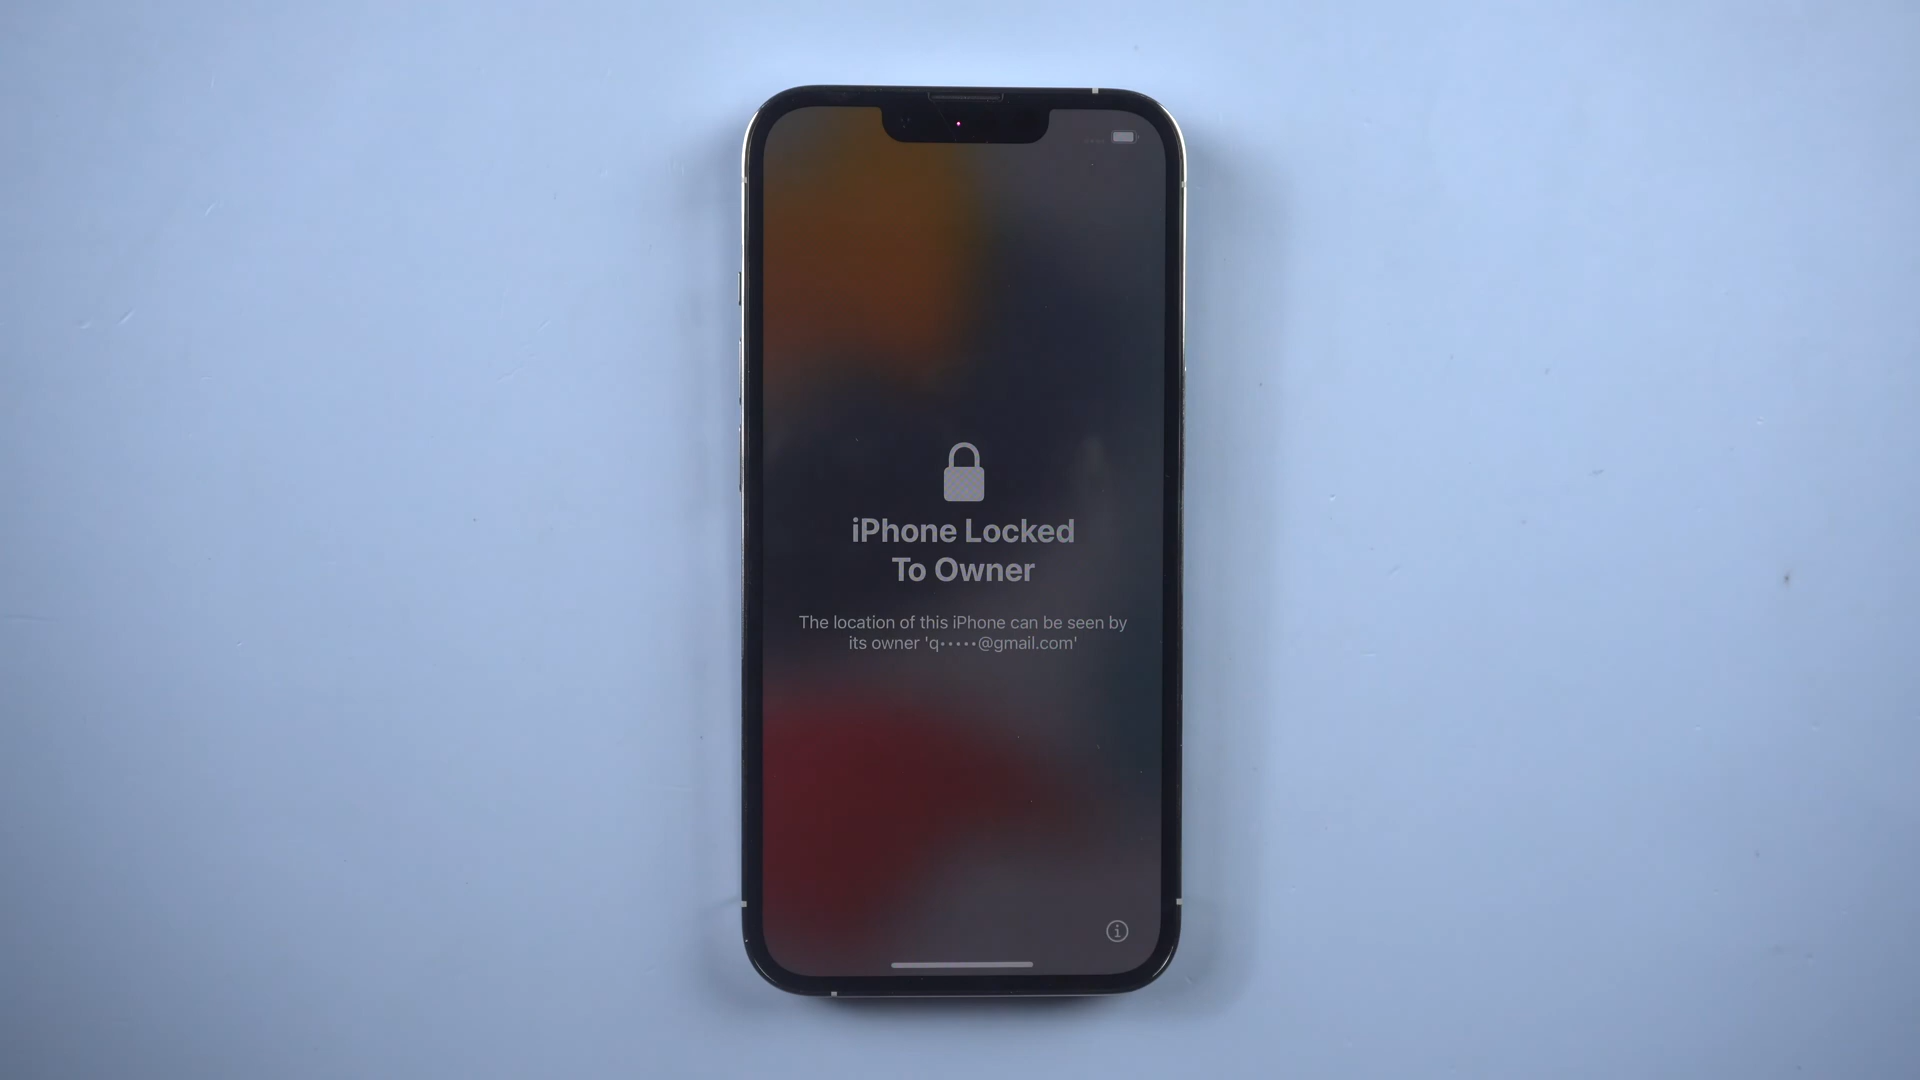 iPhone Locked
To Owner
The location of this iPhone can be seen by
its owner 'q•••••@gmail.com'